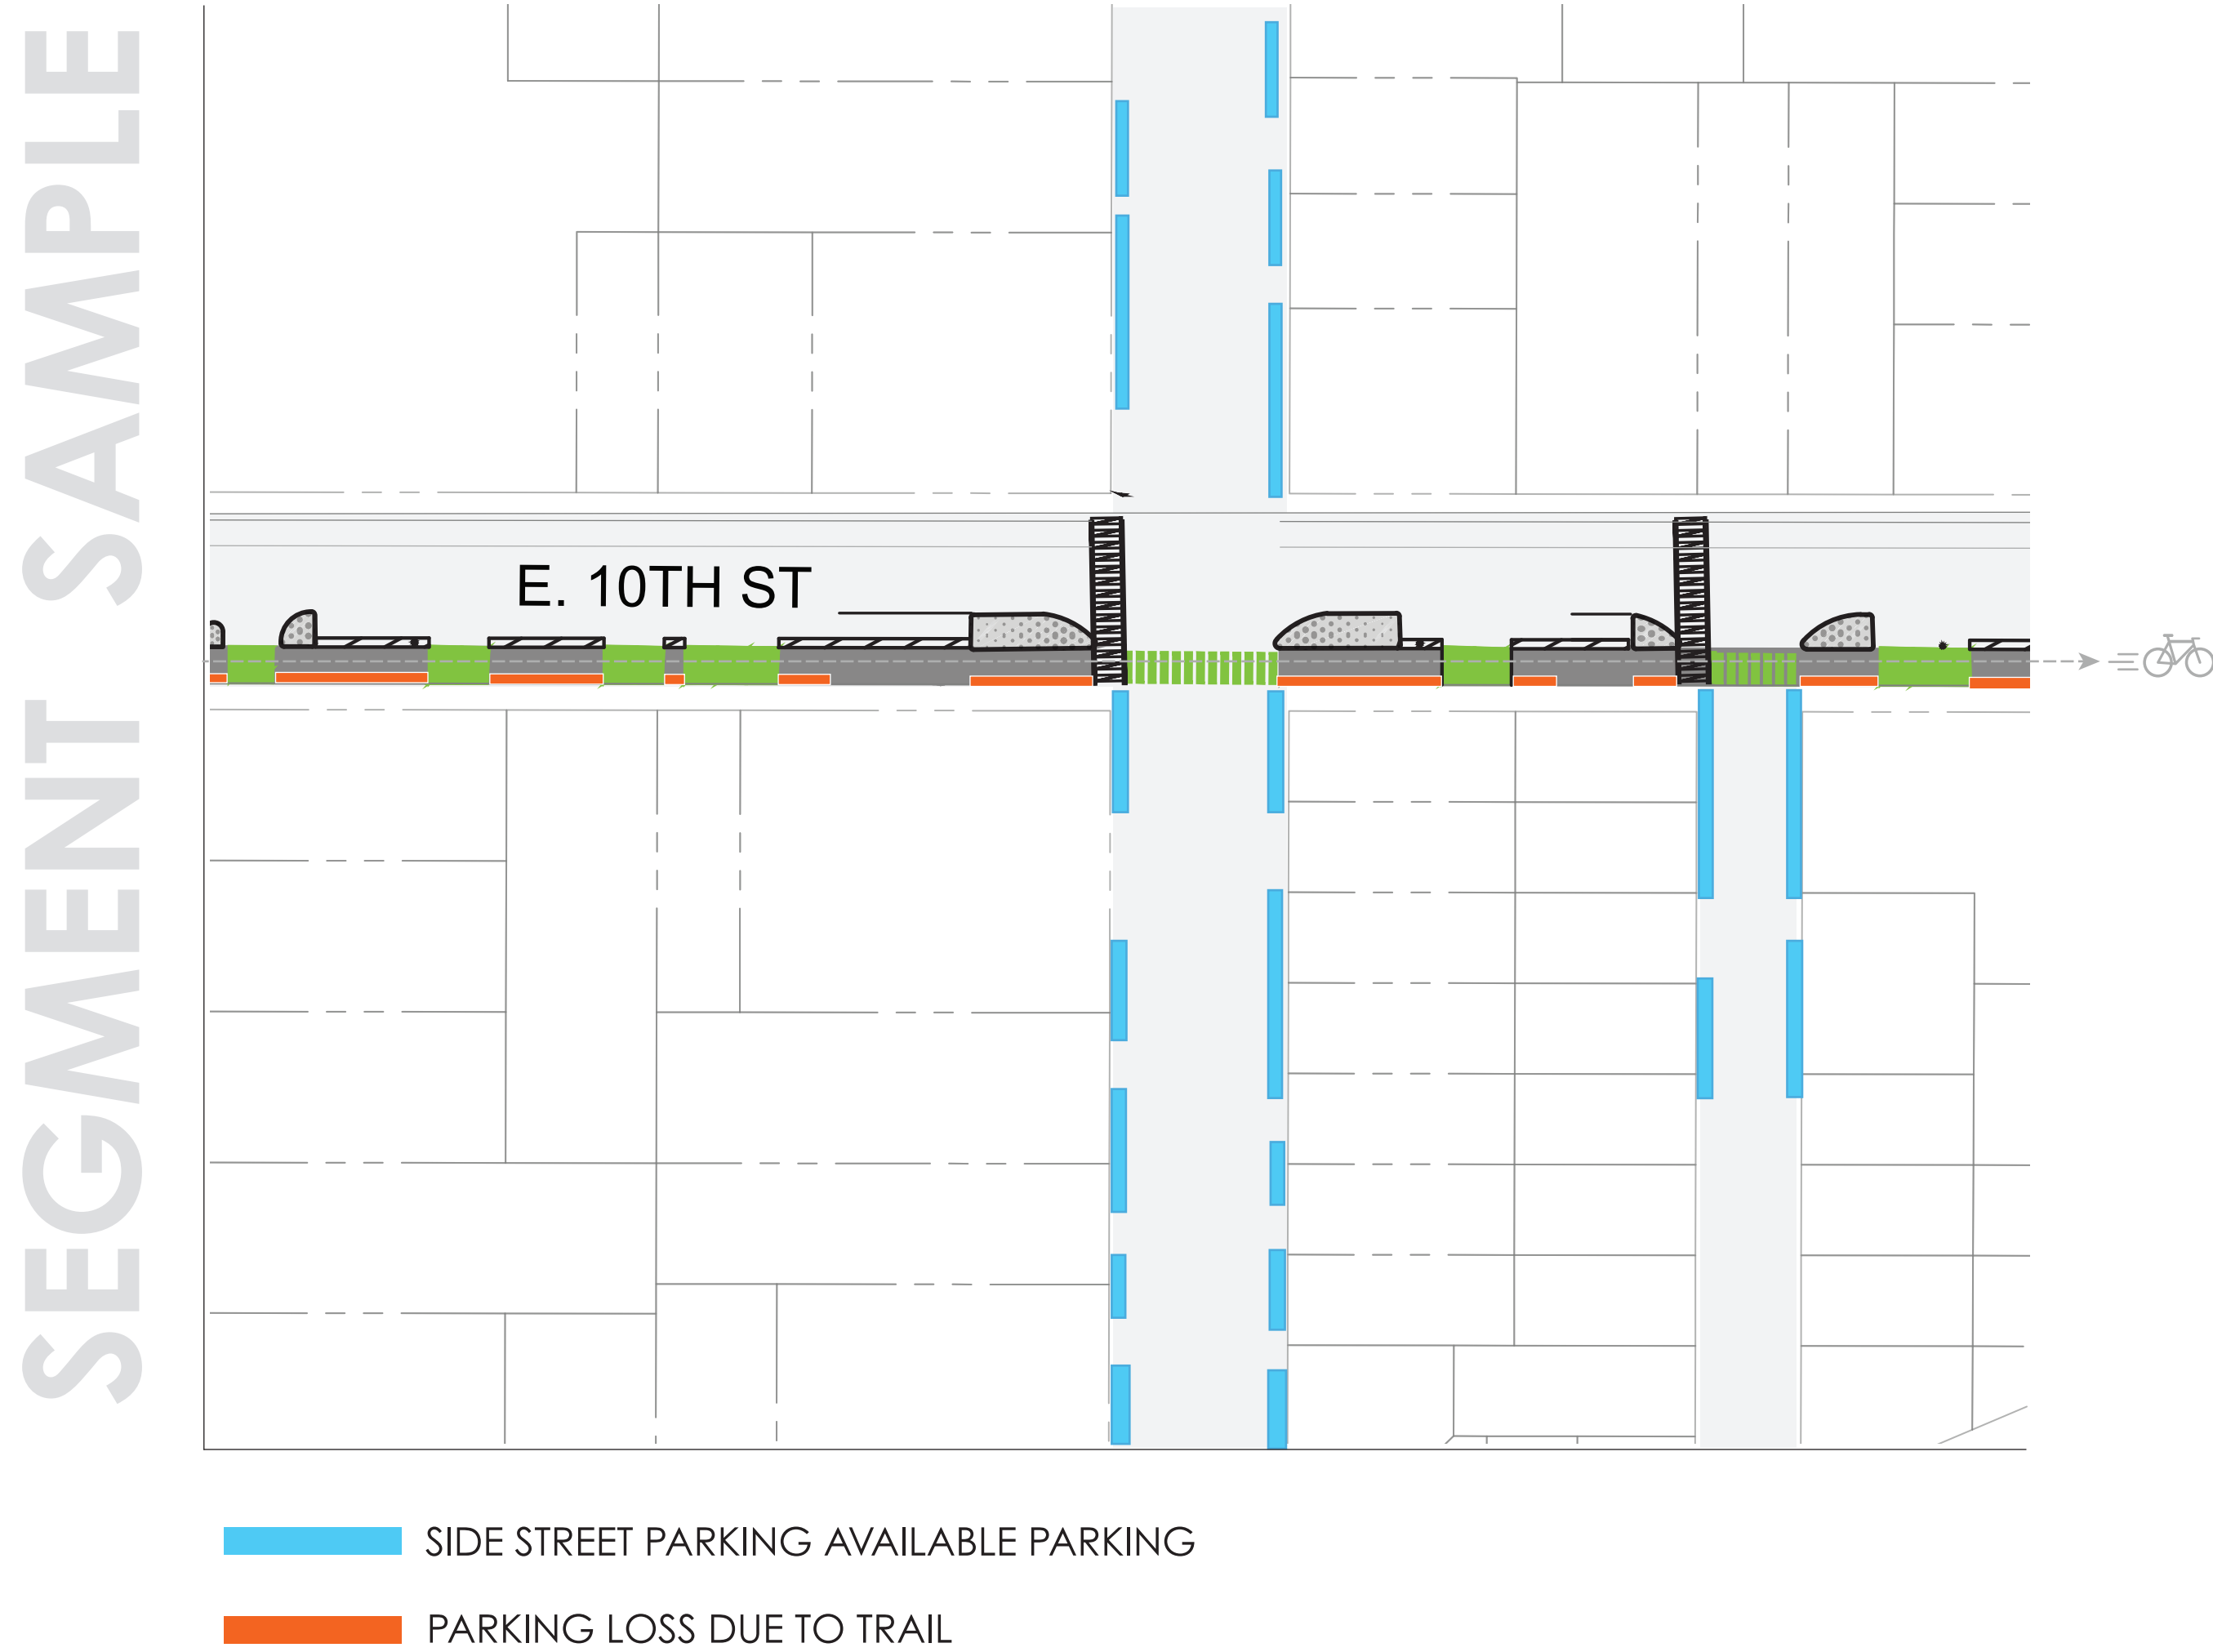 SEGMENT SAMPLE
E. 10TH ST
SIDE STREET PARKING AVAILABLE PARKING
PARKING LOSS DUE TO TRAIL